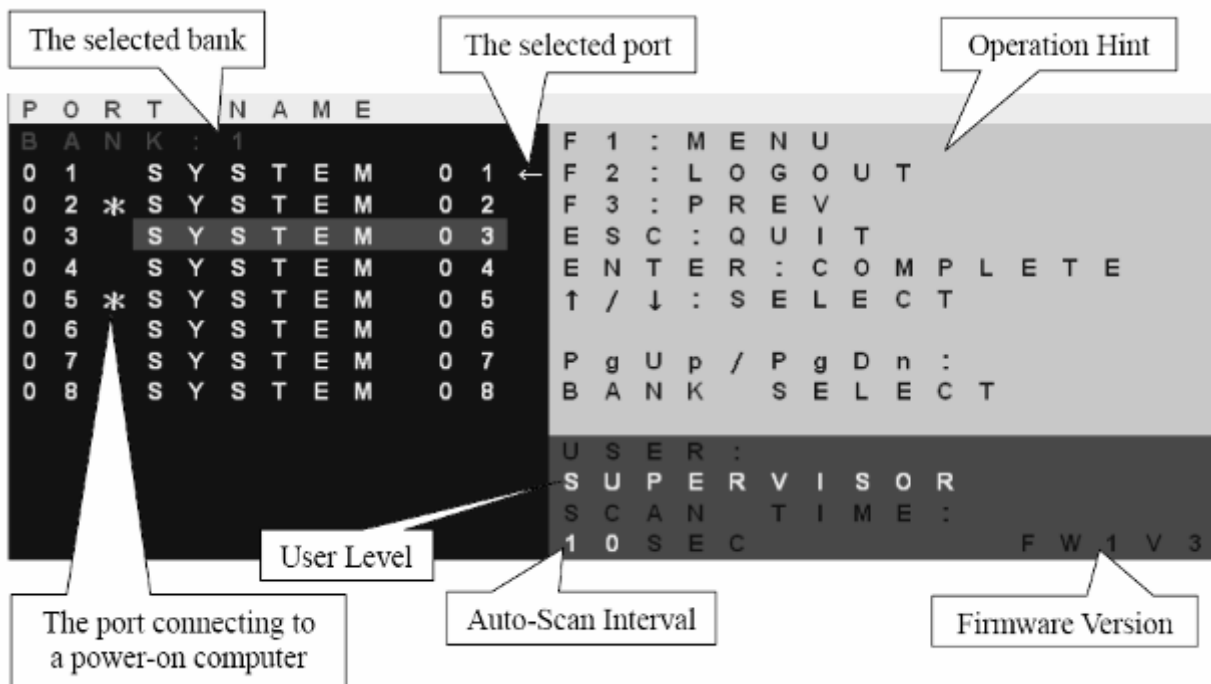 The selected bank
The selected port
Operation Hint
PORT NAME
BANK:1
01 SYSTEM 01 ←
02 * SYSTEM 02
03 SYSTEM 03
04 SYSTEM 04
05 * SYSTEM 05
06 SYSTEM 06
07 SYSTEM 07
08 SYSTEM 08
F1:MENU
F2:LOGOUT
F3:PREV
ESC:QUIT
ENTER:COMPLETE
↑/↓:SELECT
PgUp/PgDn:
BANK SELECT
USER:
SUPERVISOR
SCAN TIME:
10SEC FW1V3
User Level
The port connecting to
a power-on computer
Auto-Scan Interval
Firmware Version